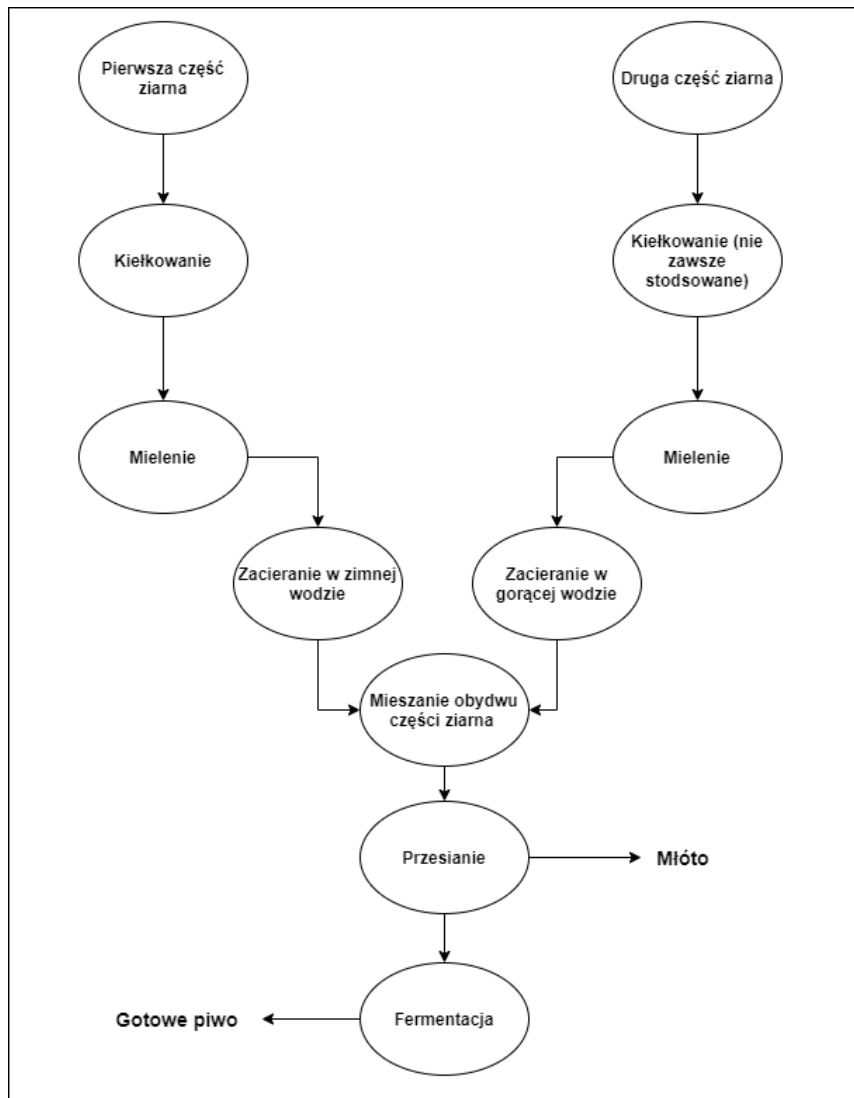 Pierwsza część
ziarna
Druga część ziarna
Kiełkowanie
Kiełkowanie (nie
zawsze
stodsowane)
Mielenie
Mielenie
Zacieranie w zimnej
wodzie
Zacieranie w
gorącej wodzie
Mieszanie obydwu
części ziarna
Przesianie
Młóto
Gotowe piwo
Fermentacja